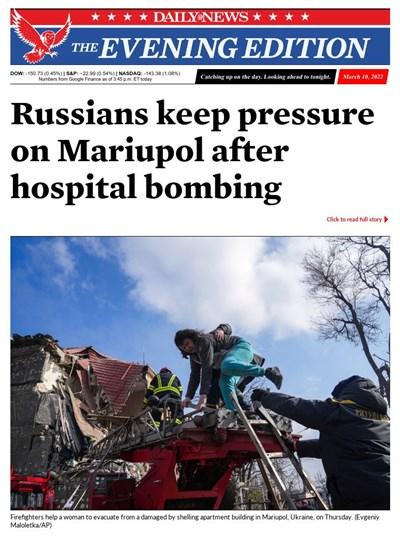 DAILY NEWS
THE EVENING EDITION
DOW: -150.73 (0.45%) | S&P: -22.99 (0.54%) | NASDAQ: -143.38 (1.08%)
Numbers from Google Finance as of 3:45 p.m. ET today
Catching up on the day. Looking ahead to tonight.
March 10, 2022
Russians keep pressure
on Mariupol after
hospital bombing
Click to read full story
Firefighters help a woman to evacuate from a damaged by shelling apartment building in Mariupol, Ukraine, on Thursday. (Evgeniy
Maloletka/AP)